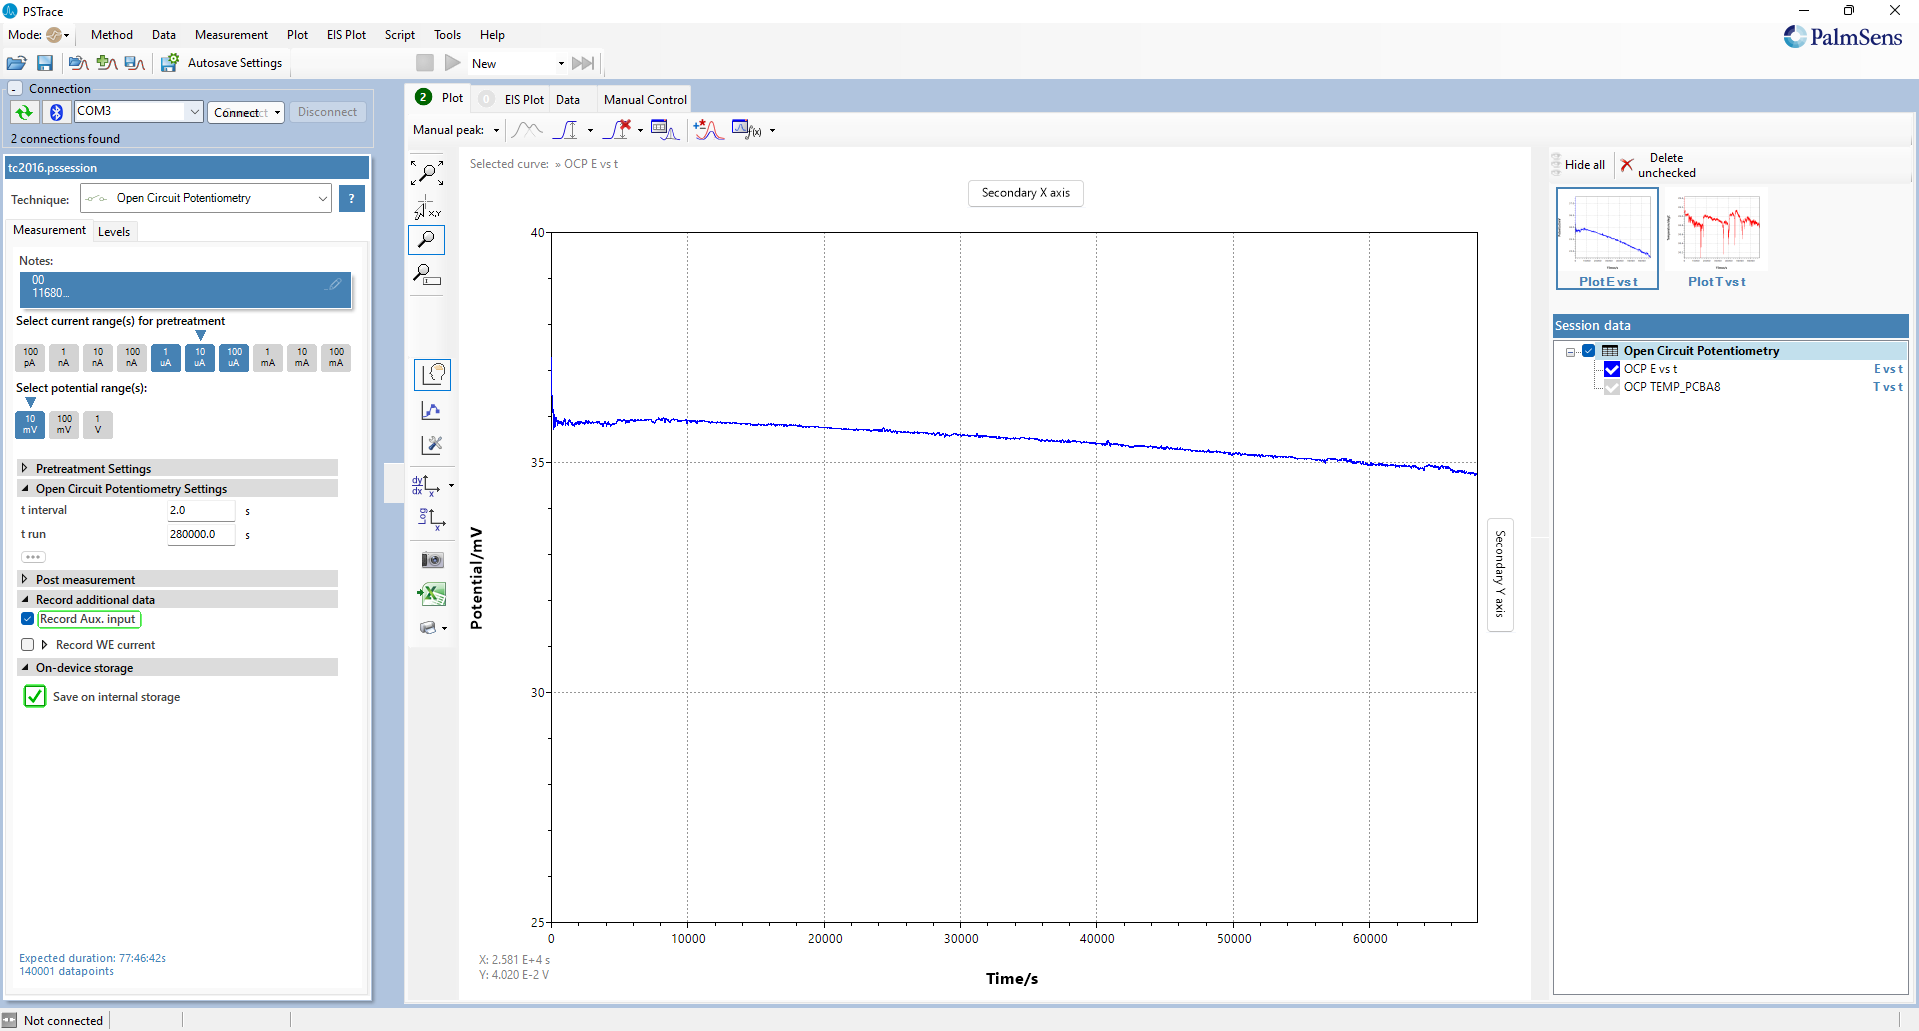 PSTrace
Mode:
Method Data Measurement Plot EIS Plot Script Tools Help
PalmSens
Autosave Settings
New
Connection
COM3
Connect
Disconnect
2 connections found
tc2016.pssession
Technique: Open Circuit Potentiometry ?
Measurement Levels
Notes:
00
11680...
Select current range(s) for pretreatment
100 pA 1 nA 10 nA 100 nA 1 uA 10 uA 100 uA 1 mA 10 mA 100 mA
Select potential range(s):
10 mV 100 mV 1 V
Pretreatment Settings
Open Circuit Potentiometry Settings
t interval 2.0 s
t run 280000.0 s
Post measurement
Record additional data
Record Aux. input
Record WE current
On-device storage
Save on internal storage
Expected duration: 77:46:42s
140001 datapoints
Not connected
2 Plot 0 EIS Plot Data Manual Control
Manual peak:
Selected curve: » OCP E vs t
Secondary X axis
40
35
30
25
Potential/mV
0 10000 20000 30000 40000 50000 60000
Time/s
X: 2.581 E+4 s
Y: 4.020 E-2 V
Secondary Y axis
Hide all
Delete unchecked
Plot E vs t
Plot T vs t
Session data
Open Circuit Potentiometry
OCP E vs t E vs t
OCP TEMP_PCBA8 T vs t